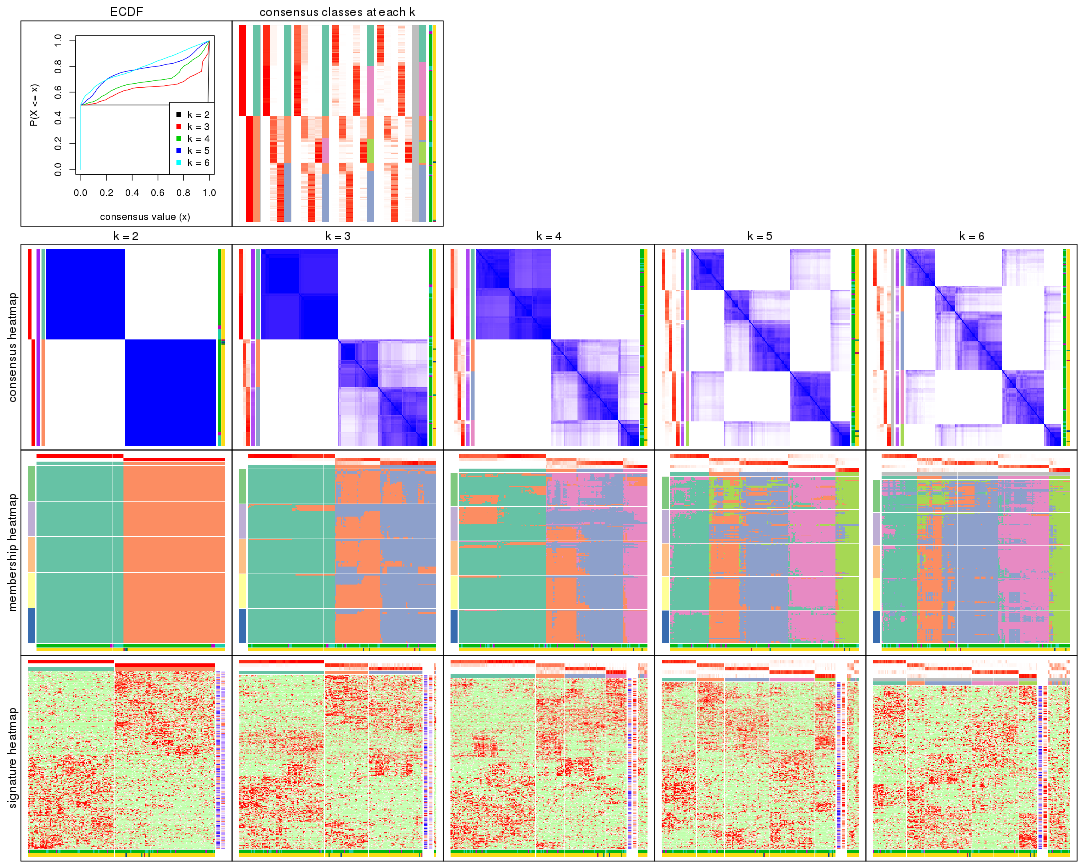 ECDF
consensus classes at each k
P(X <= x)
0.0 0.2 0.4 0.6 0.8 1.0
k = 2
k = 3
k = 4
k = 5
k = 6
0.0 0.2 0.4 0.6 0.8 1.0
consensus value (x)
k = 2
k = 3
k = 4
k = 5
k = 6
consensus heatmap
membership heatmap
signature heatmap